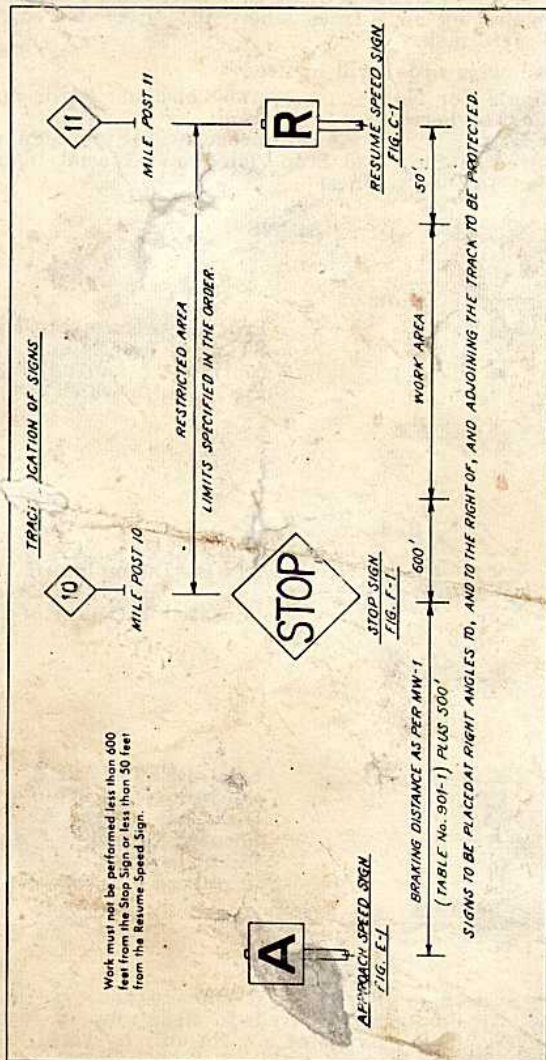 LOCATION OF SIGNS
10
MILE POST 10
11
MILE POST 11
Work must not be performed less than 600
feet from the Stop Sign or less than 50 feet
from the Resume Speed Sign.
RESTRICTED AREA
LIMITS SPECIFIED IN THE ORDER.
A
APPROACH SPEED SIGN
FIG. E-1
STOP
STOP SIGN
FIG. F-1
R
RESUME SPEED SIGN
FIG. C-1
BRAKING DISTANCE AS PER MW-1
(TABLE No. 901-1) PLUS 500'
600'
WORK AREA
50'
SIGNS TO BE PLACED AT RIGHT ANGLES TO, AND TO THE RIGHT OF, AND ADJOINING THE TRACK TO BE PROTECTED.